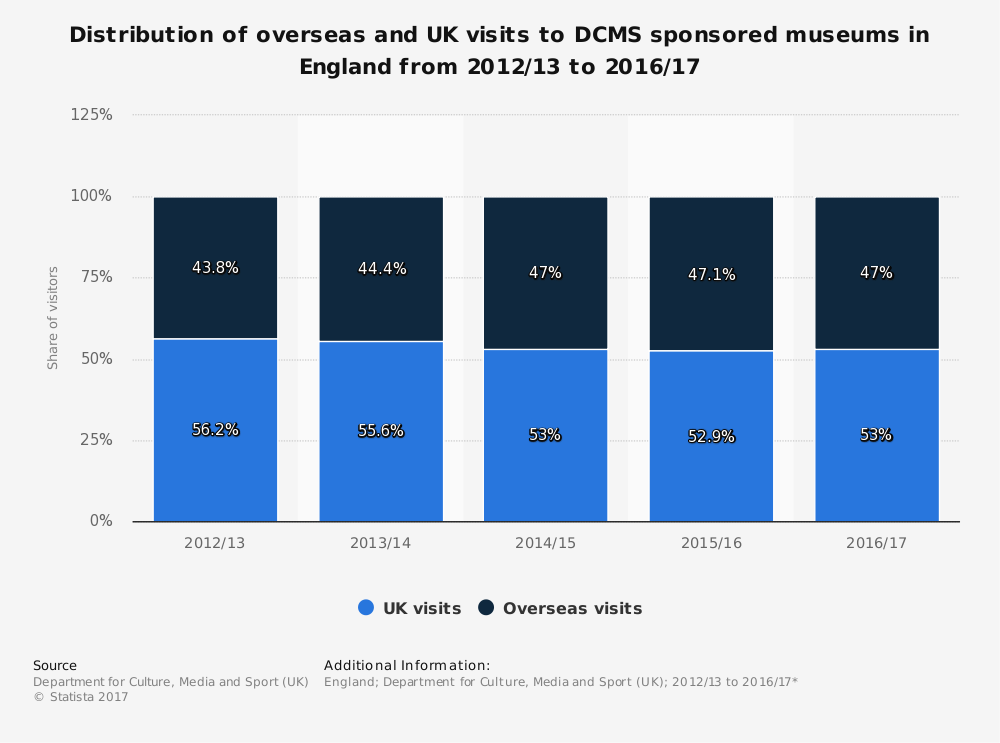 Distribution of overseas and UK visits to DCMS sponsored museums in
England from 2012/13 to 2016/17
125%
100%
75%
50%
25%
0%
Share of visitors
43.8%
44.4%
47%
47.1%
47%
56.2%
55.6%
53%
52.9%
53%
2012/13
2013/14
2014/15
2015/16
2016/17
UK visits
Overseas visits
Source
Department for Culture, Media and Sport (UK)
© Statista 2017
Additional Information:
England; Department for Culture, Media and Sport (UK); 2012/13 to 2016/17*